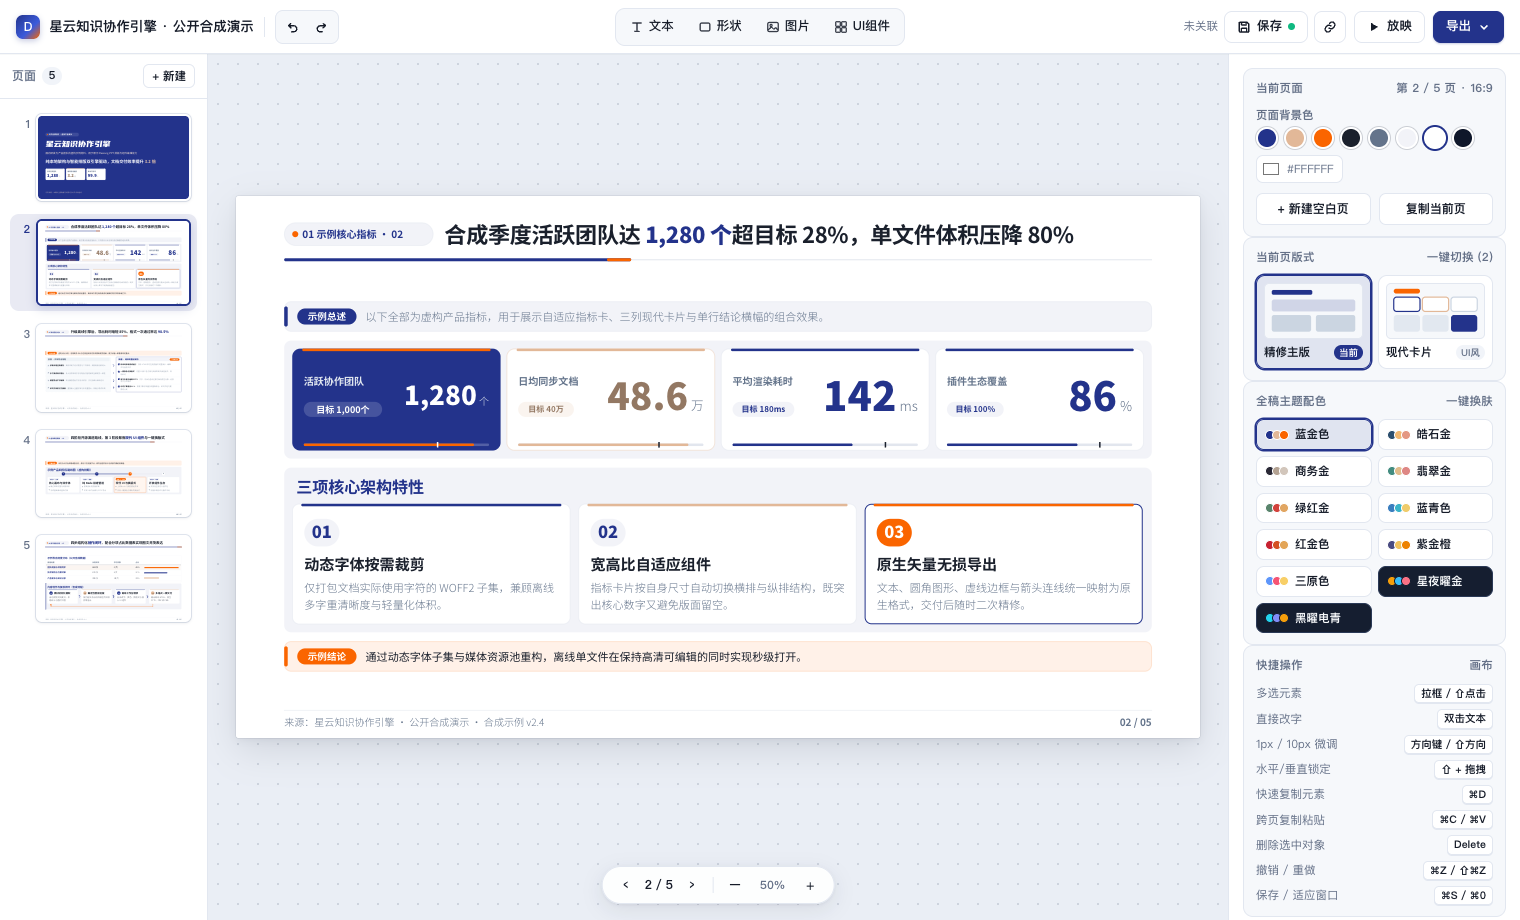 D 星云知识协作引擎 · 公开合成演示
文本 形状 图片 UI组件
未关联 保存 放映 导出
页面 5 + 新建
1
星云知识协作引擎
2
3
4
5
01 示例核心指标 · 02 合成季度活跃团队达 1,280 个超目标 28%，单文件体积压降 80%
示例总述 以下全部为虚构产品指标，用于展示自适应指标卡、三列现代卡片与单行结论横幅的组合效果。
活跃协作团队
目标 1,000个
1,280 个
日均同步文档
目标 40万
48.6 万
平均渲染耗时
目标 180ms
142 ms
插件生态覆盖
目标 100%
86 %
三项核心架构特性
01
动态字体按需裁剪
仅打包文档实际使用字符的 WOFF2 子集，兼顾离线
多字重清晰度与轻量化体积。
02
宽高比自适应组件
指标卡片按自身尺寸自动切换横排与纵排结构，既突
出核心数字又避免版面留空。
03
原生矢量无损导出
文本、圆角图形、虚线边框与箭头连线统一映射为原
生格式，交付后随时二次精修。
示例结论 通过动态字体子集与媒体资源池重构，离线单文件在保持高清可编辑的同时实现秒级打开。
来源：星云知识协作引擎 · 公开合成演示 · 合成示例 v2.4 02 / 05
2 / 5 50%
当前页面 第 2 / 5 页 · 16:9
页面背景色
#FFFFFF
+ 新建空白页 复制当前页
当前页版式 一键切换 (2)
精修主版 当前 现代卡片 UI风
全稿主题配色 一键换肤
蓝金色 皓石金
商务金 翡翠金
绿红金 蓝青色
红金色 紫金橙
三原色 星夜曜金
黑曜电青
快捷操作 画布
多选元素 拉框 / ⇧点击
直接改字 双击文本
1px / 10px 微调 方向键 / ⇧方向
水平/垂直锁定 ⇧ + 拖拽
快速复制元素 ⌘D
跨页复制粘贴 ⌘C / ⌘V
删除选中对象 Delete
撤销 / 重做 ⌘Z / ⇧⌘Z
保存 / 适应窗口 ⌘S / ⌘0